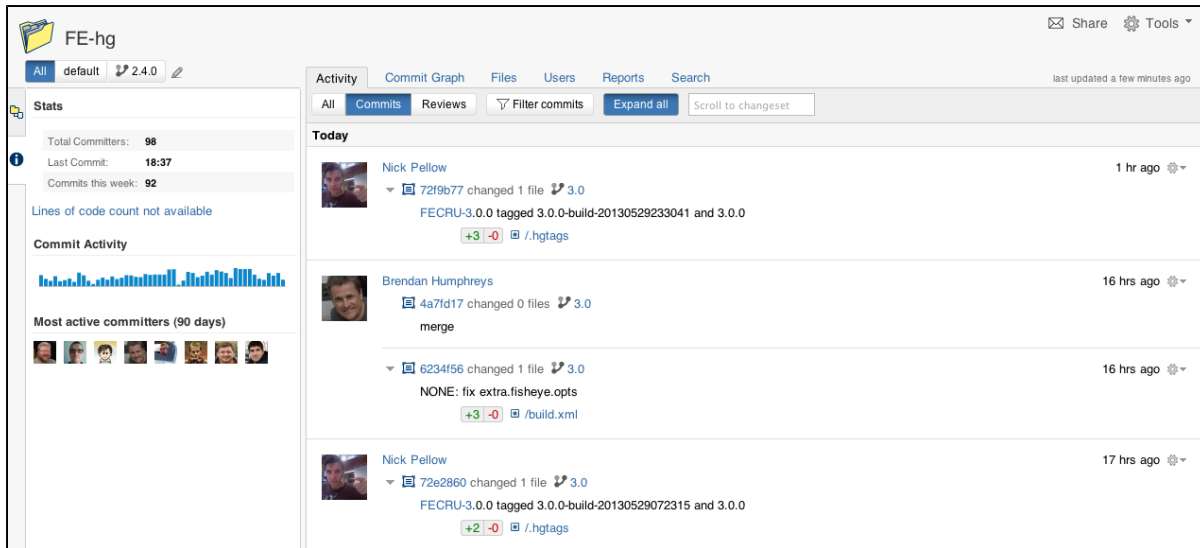 FE-hg
Share Tools
All default 2.4.0
Activity Commit Graph Files Users Reports Search
last updated a few minutes ago
Stats
All Commits Reviews Filter commits Expand all Scroll to changeset
Today
Total Committers: 98
Last Commit: 18:37
Commits this week: 92
Lines of code count not available
Commit Activity
Most active committers (90 days)
Nick Pellow 1 hr ago
72f9b77 changed 1 file 3.0
FECRU-3.0.0 tagged 3.0.0-build-20130529233041 and 3.0.0
+3 -0 /.hgtags
Brendan Humphreys 16 hrs ago
4a7fd17 changed 0 files 3.0
merge
6234f56 changed 1 file 3.0 16 hrs ago
NONE: fix extra.fisheye.opts
+3 -0 /build.xml
Nick Pellow 17 hrs ago
72e2860 changed 1 file 3.0
FECRU-3.0.0 tagged 3.0.0-build-20130529072315 and 3.0.0
+2 -0 /.hgtags